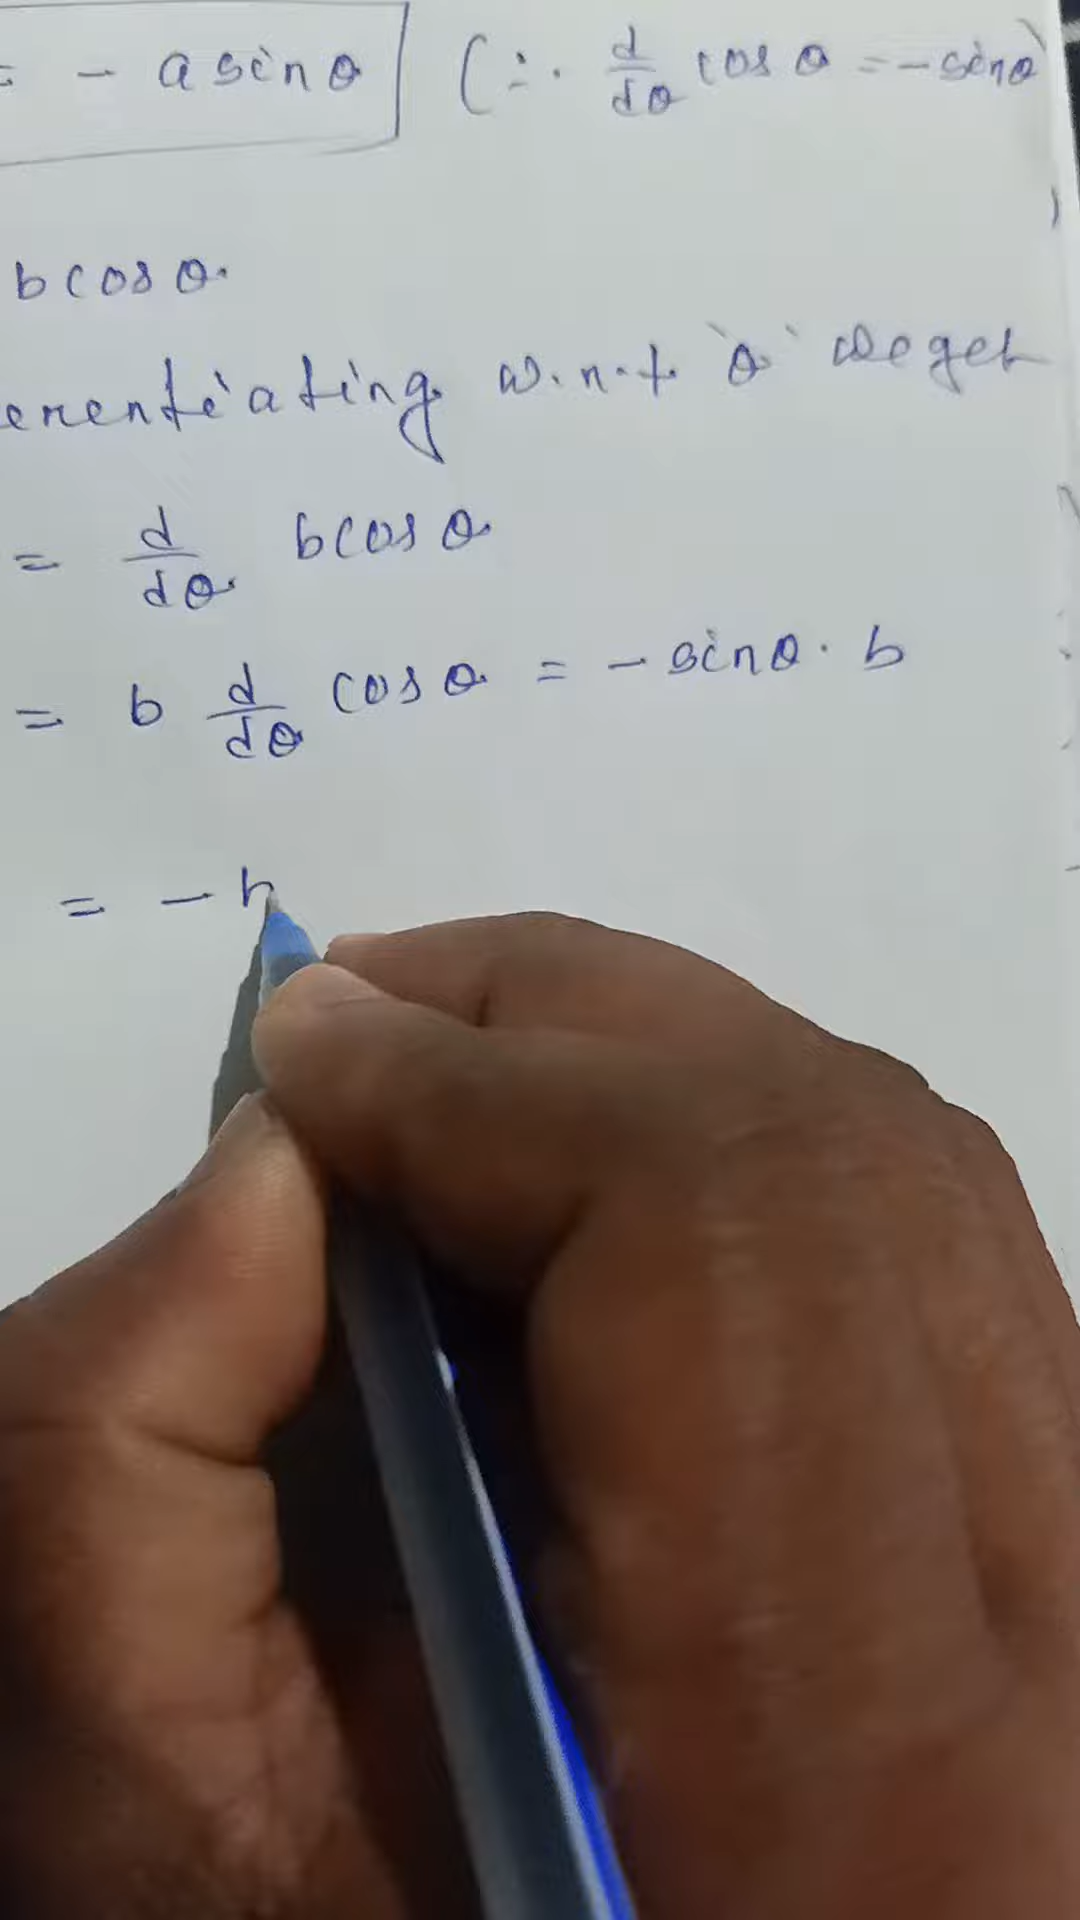 = - a sin θ (∵ d/dθ cos θ = - sin θ)
b cos θ.
erentiating w.r.t 'θ' we get
= d/dθ b cos θ
= b d/dθ cos θ = - sin θ . b
= - b